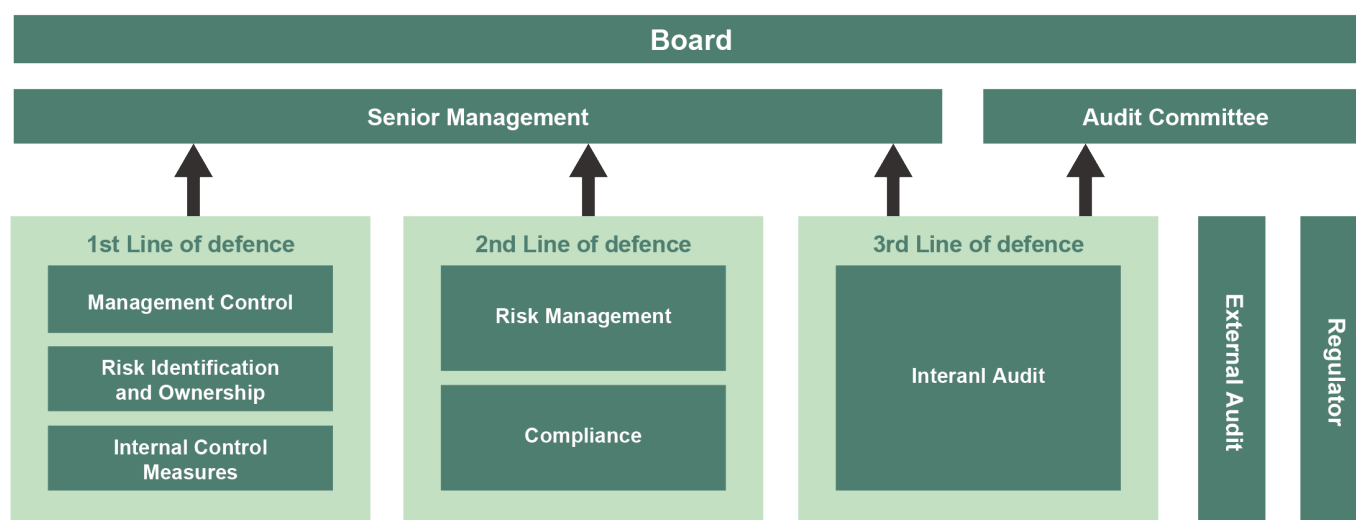 Board
Senior Management
Audit Committee
1st Line of defence
Management Control
Risk Identification
and Ownership
Internal Control
Measures
2nd Line of defence
Risk Management
Compliance
3rd Line of defence
Interanl Audit
External Audit
Regulator